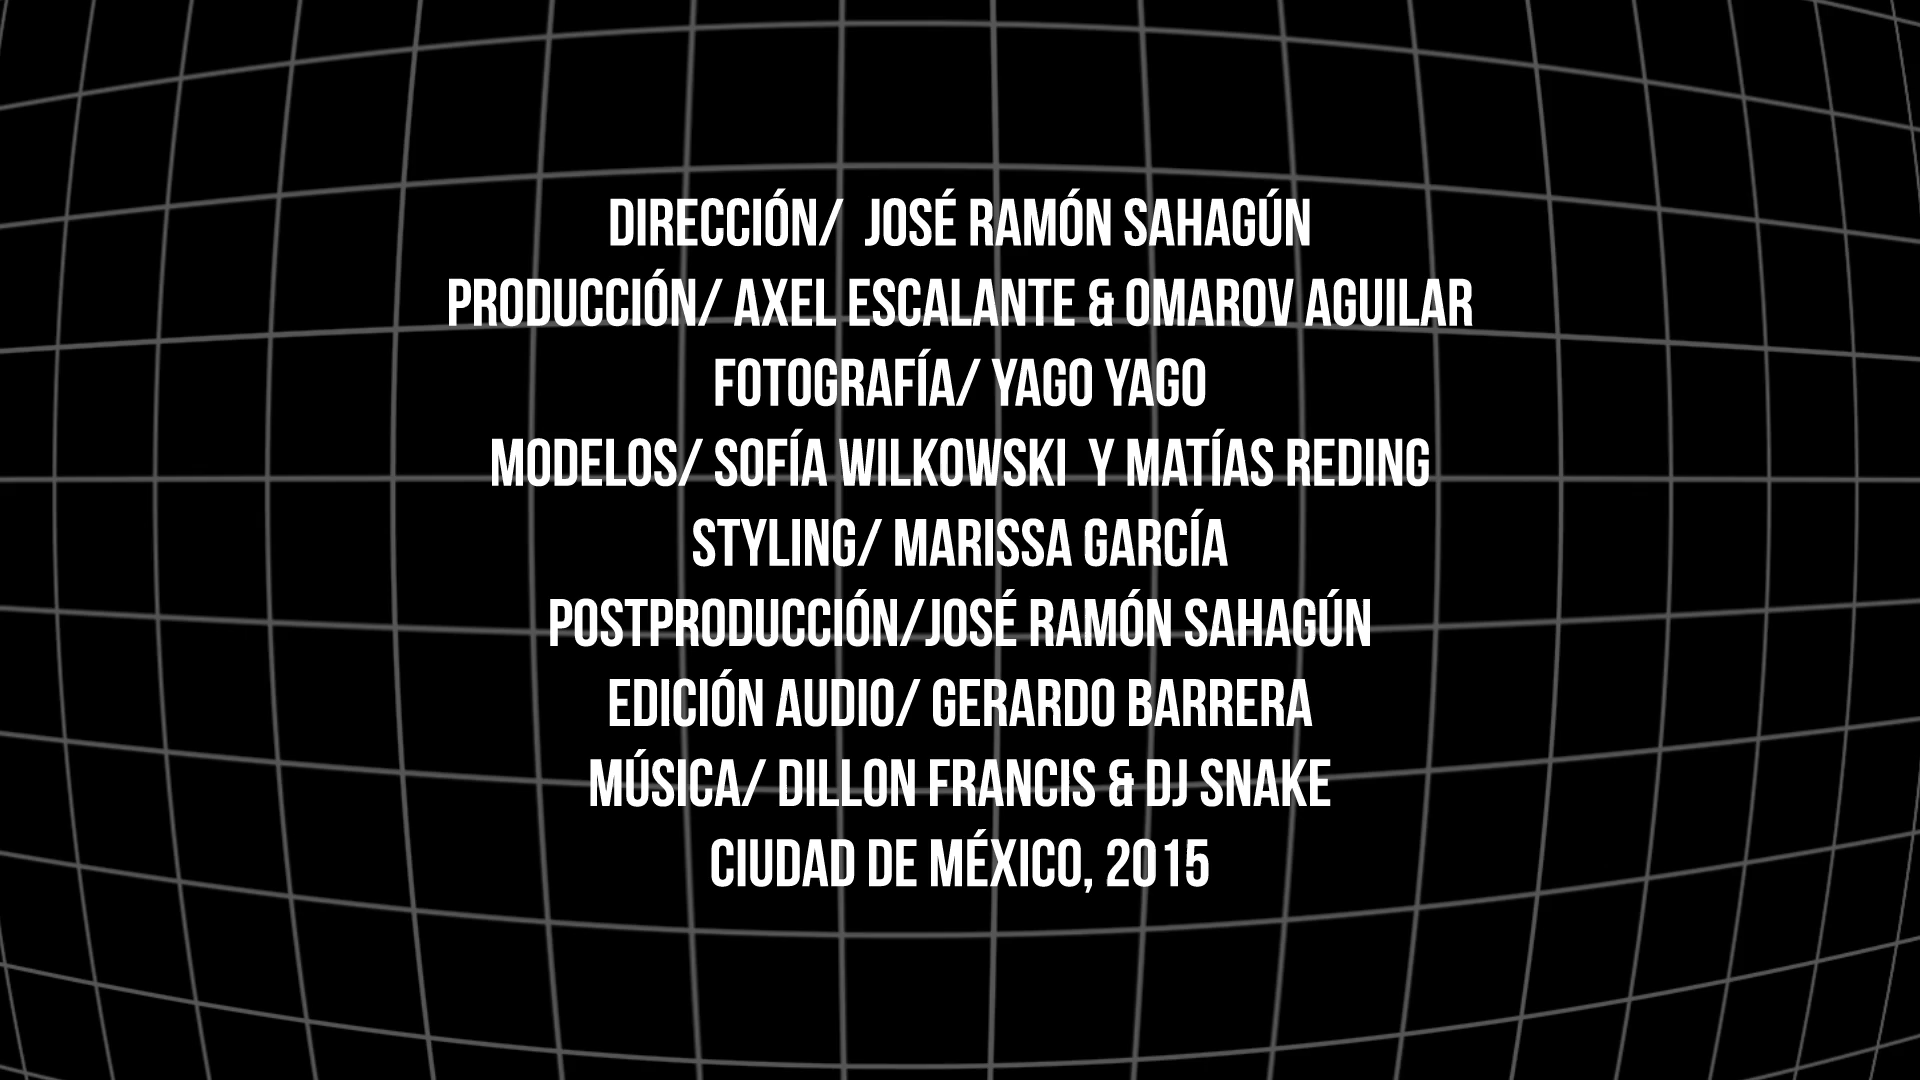 DIRECCIÓN/ JOSÉ RAMÓN SAHAGÚN
PRODUCCIÓN/ AXEL ESCALANTE & OMAROV AGUILAR
FOTOGRAFÍA/ YAGO YAGO
MODELOS/ SOFÍA WILKOWSKI Y MATÍAS REDING
STYLING/ MARISSA GARCÍA
POSTPRODUCCIÓN/JOSÉ RAMÓN SAHAGÚN
EDICIÓN AUDIO/ GERARDO BARRERA
MÚSICA/ DILLON FRANCIS & DJ SNAKE
CIUDAD DE MÉXICO, 2015